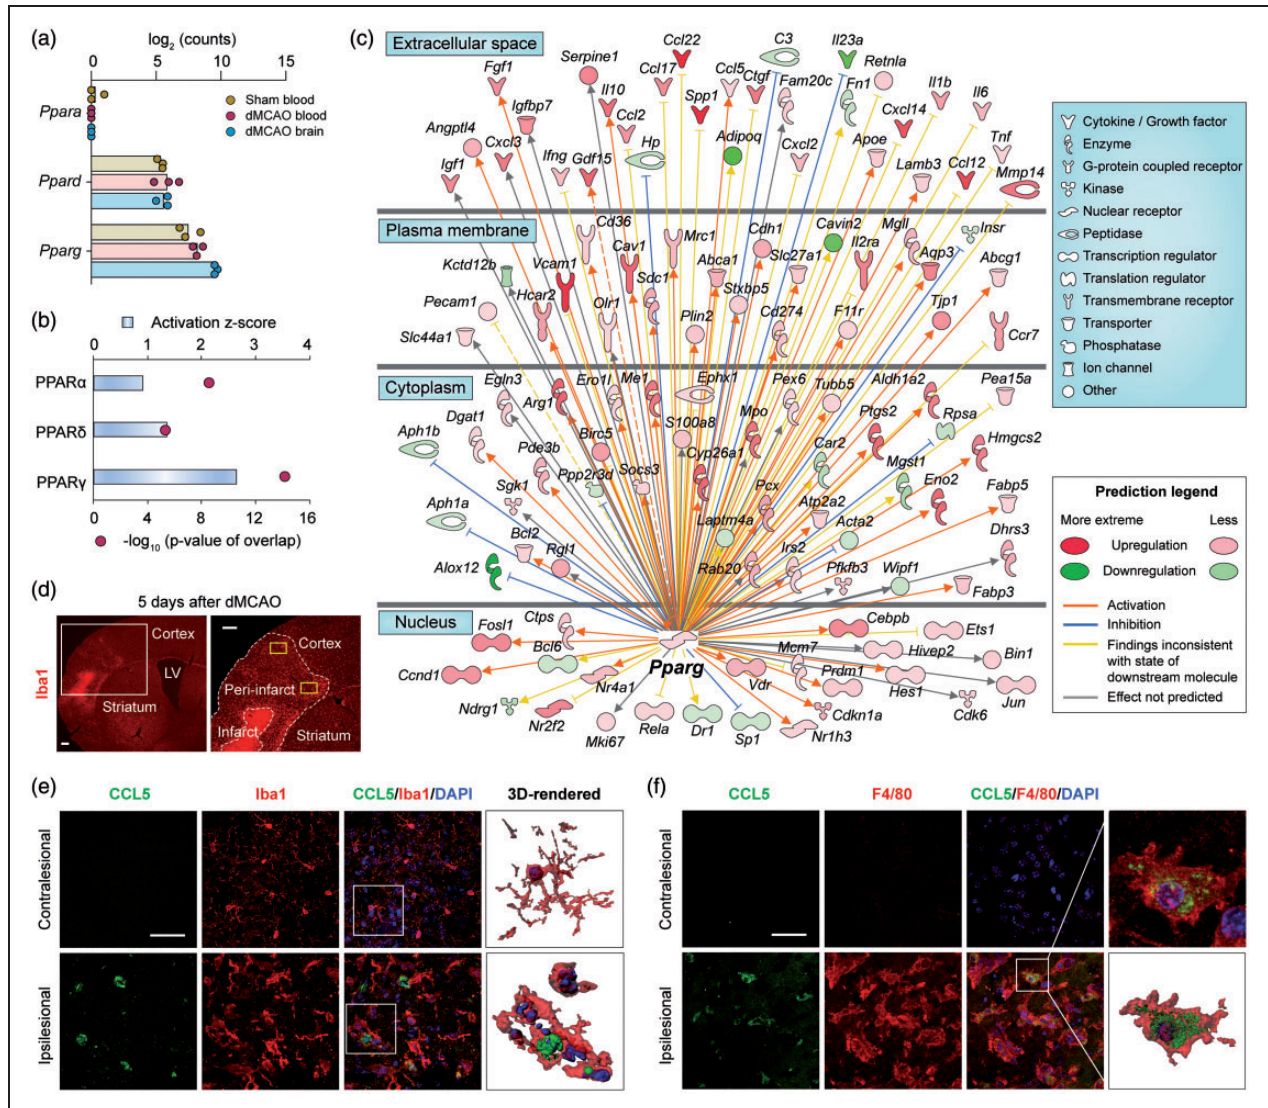 (a)
log2 (counts)
0 5 10 15
Ppara
Ppard
Pparg
Sham blood
dMCAO blood
dMCAO brain
(b)
Activation z-score
0 1 2 3 4
PPARα
PPARδ
PPARγ
0 4 8 12 16
-log10 (p-value of overlap)
(c)
Extracellular space
Ccl22
C3
Il23a
Serpine1
Fgf1
Ccl17
Ccl5
Ctgf
Fam20c
Fn1
Retnla
Il1b
Il6
Il10
Spp1
Igfbp7
Ccl2
Cxcl14
Tnf
Angptl4
Cxcl3
Hp
Adipoq
Cxcl2
Apoe
Igf1
Ifng
Gdf15
Lamb3
Ccl12
Mmp14
Plasma membrane
Cd36
Cav1
Mrc1
Cdh1
Cavin2
Mgll
Insr
Kctd12b
Vcam1
Sdc1
Abca1
Slc27a1
Il2ra
Aqp3
Abcg1
Pecam1
Hcar2
Olr1
Stxbp5
Slc44a1
Plin2
Cd274
F11r
Tjp1
Ccr7
Cytoplasm
Egln3
Ero1l
Me1
Ephx1
Pex6
Tubb5
Aldh1a2
Pea15a
Dgat1
Arg1
S100a8
Mpo
Ptgs2
Rpsa
Aph1b
Birc5
Cyp26a1
Car2
Hmgcs2
Pde3b
Ppp2r3d
Socs3
Mgst1
Sgk1
Pcx
Eno2
Aph1a
Atp2a2
Fabp5
Bcl2
Laptm4a
Acta2
Rgl1
Irs2
Dhrs3
Alox12
Rab20
Pfkfb3
Wipf1
Fabp3
Nucleus
Ctps
Fosl1
Cebpb
Ets1
Bcl6
Pparg
Mcm7
Hivep2
Bin1
Ccnd1
Nr4a1
Vdr
Prdm1
Hes1
Jun
Ndrg1
Nr2f2
Cdkn1a
Cdk6
Mki67
Rela
Dr1
Sp1
Nr1h3
Cytokine / Growth factor
Enzyme
G-protein coupled receptor
Kinase
Nuclear receptor
Peptidase
Transcription regulator
Translation regulator
Transmembrane receptor
Transporter
Phosphatase
Ion channel
Other
Prediction legend
More extreme Less
Upregulation
Downregulation
Activation
Inhibition
Findings inconsistent
with state of
downstream molecule
Effect not predicted
(d)
5 days after dMCAO
Iba1
Cortex
LV
Striatum
Cortex
Peri-infarct
Infarct
Striatum
(e)
CCL5 Iba1 CCL5/Iba1/DAPI 3D-rendered
Contralesional
Ipsilesional
(f)
CCL5 F4/80 CCL5/F4/80/DAPI
Contralesional
Ipsilesional